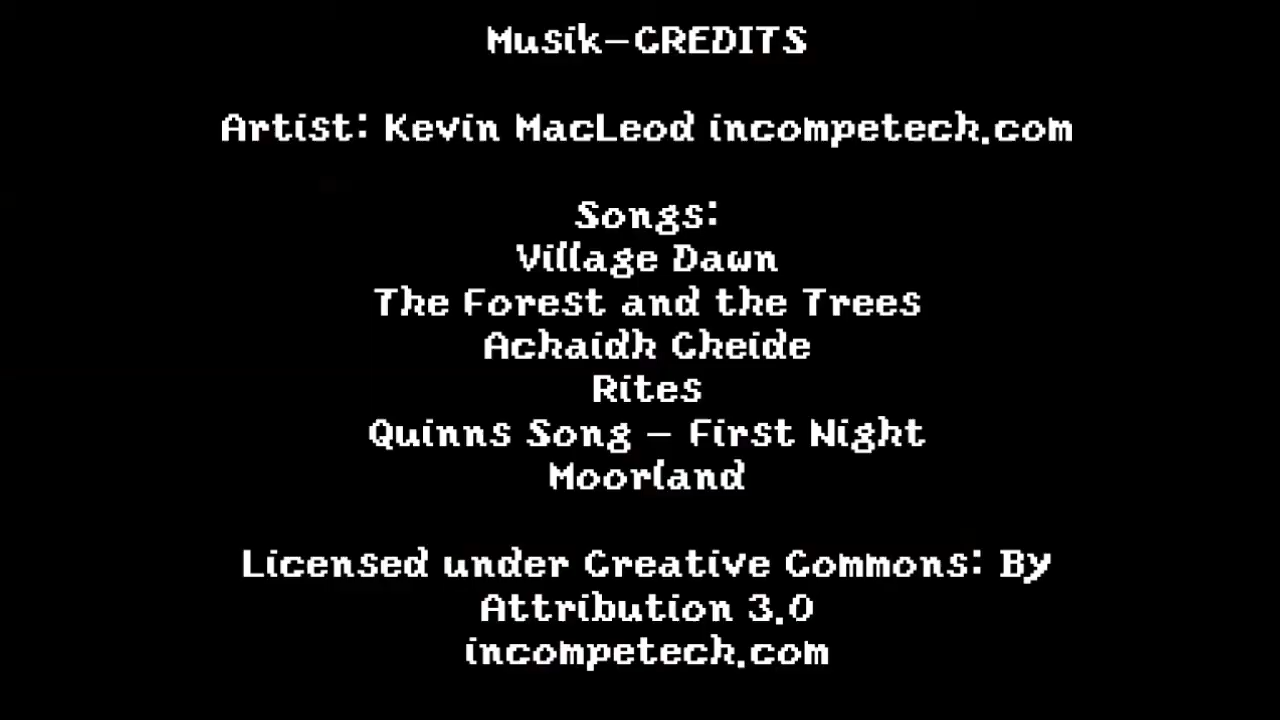 Musik-CREDITS
Artist: Kevin MacLeod incompetech.com
Songs:
Village Dawn
The Forest and the Trees
Achaidh Cheide
Rites
Quinns Song - First Night
Moorland
Licensed under Creative Commons: By
Attribution 3.0
incompetech.com